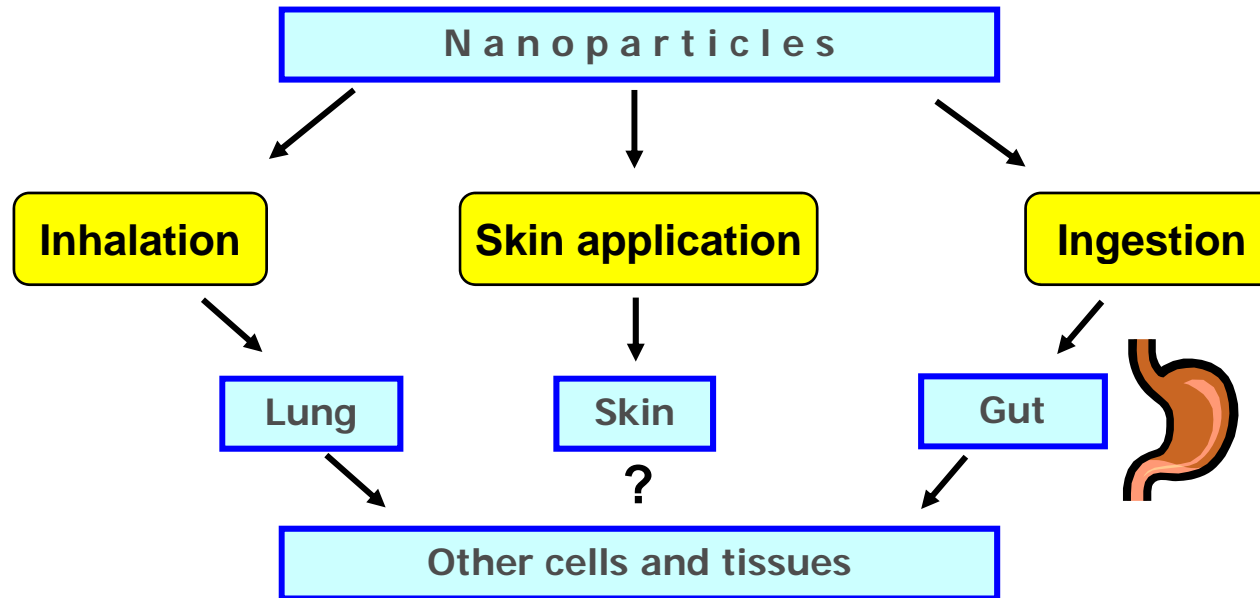 Nanoparticles
Inhalation
Skin application
Ingestion
Lung
Skin
Gut
?
Other cells and tissues